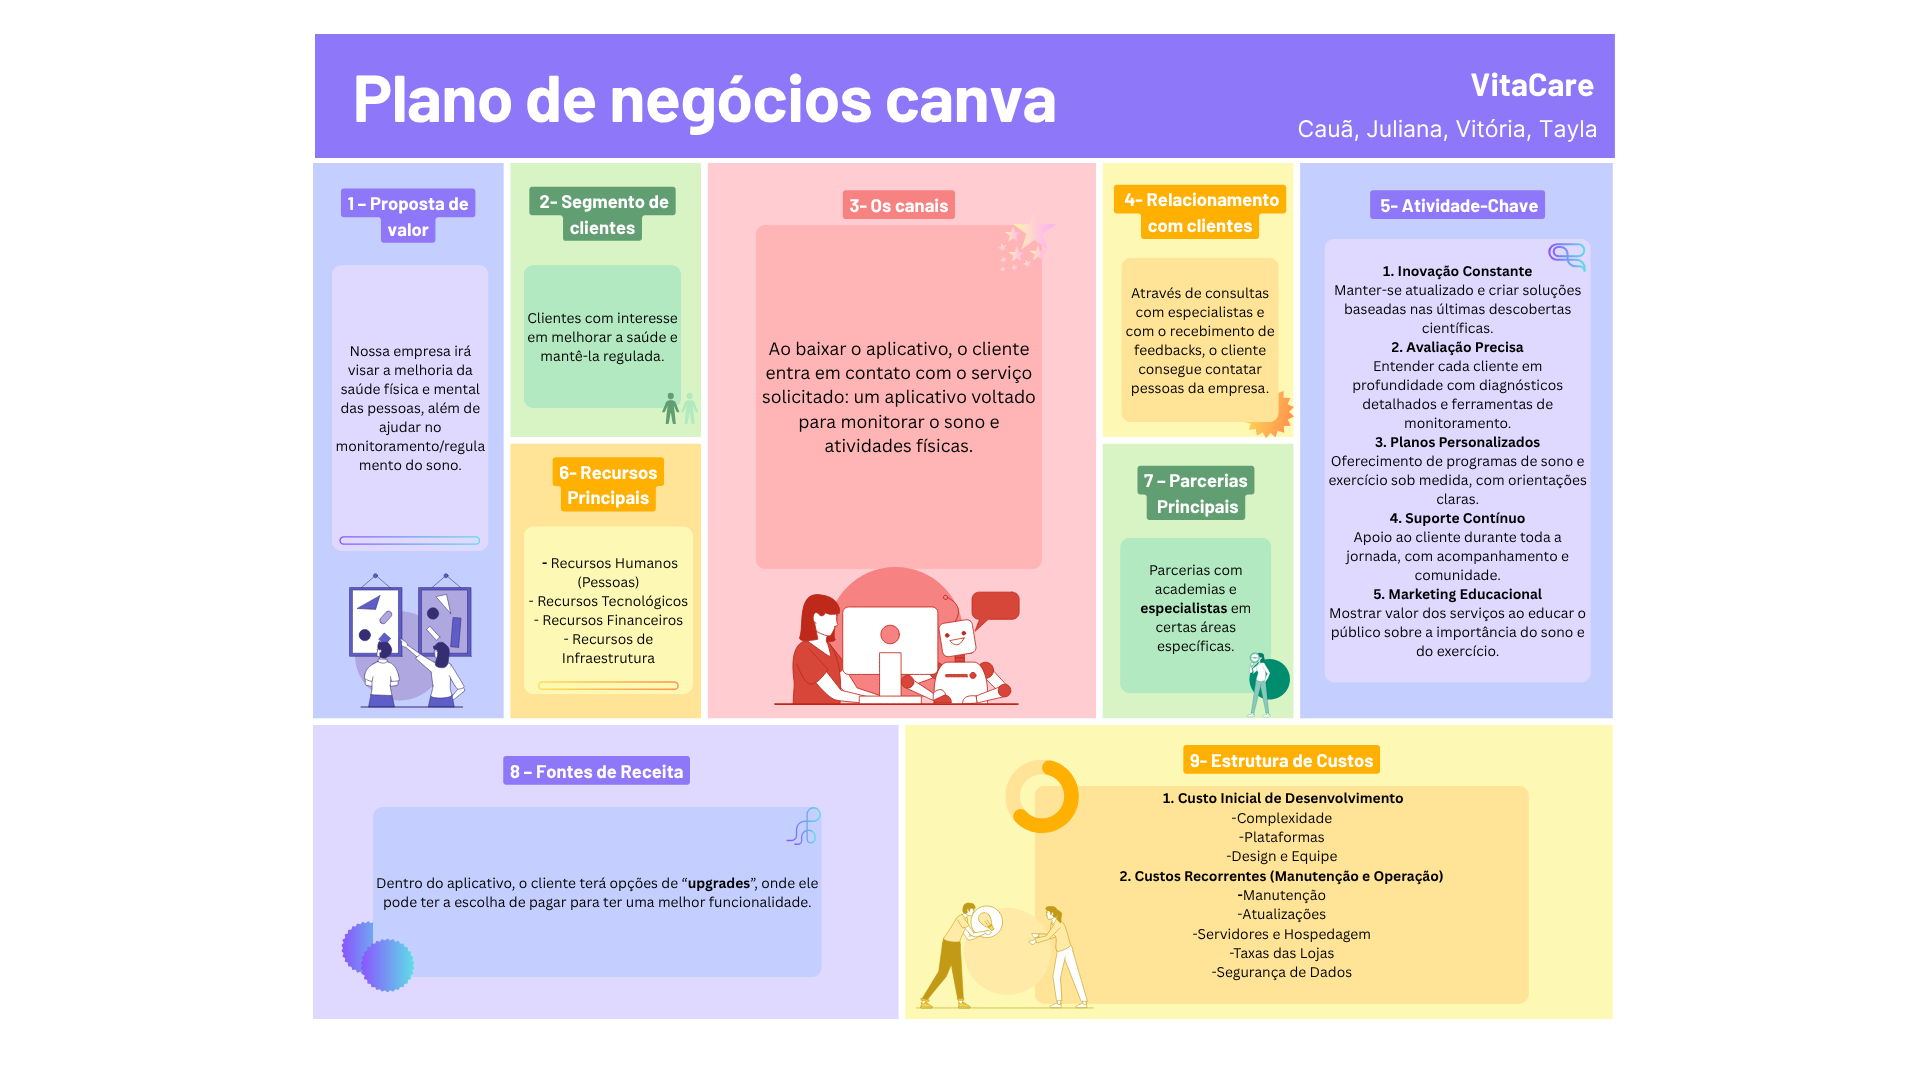 Plano de negócios canva
VitaCare
Cauã, Juliana, Vitória, Tayla
1 – Proposta de
valor
Nossa empresa irá
visar a melhoria da
saúde física e mental
das pessoas, além de
ajudar no
monitoramento/regula
mento do sono.
2- Segmento de
clientes
Clientes com interesse
em melhorar a saúde e
mantê-la regulada.
3- Os canais
Ao baixar o aplicativo, o cliente
entra em contato com o serviço
solicitado: um aplicativo voltado
para monitorar o sono e
atividades físicas.
4- Relacionamento
com clientes
Através de consultas
com especialistas e
com o recebimento de
feedbacks, o cliente
consegue contatar
pessoas da empresa.
5- Atividade-Chave
1. Inovação Constante
Manter-se atualizado e criar soluções
baseadas nas últimas descobertas
científicas.
2. Avaliação Precisa
Entender cada cliente em
profundidade com diagnósticos
detalhados e ferramentas de
monitoramento.
3. Planos Personalizados
Oferecimento de programas de sono e
exercício sob medida, com orientações
claras.
4. Suporte Contínuo
Apoio ao cliente durante toda a
jornada, com acompanhamento e
comunidade.
5. Marketing Educacional
Mostrar valor dos serviços ao educar o
público sobre a importância do sono e
do exercício.
6- Recursos
Principais
- Recursos Humanos
(Pessoas)
- Recursos Tecnológicos
- Recursos Financeiros
- Recursos de
Infraestrutura
7 – Parcerias
Principais
Parcerias com
academias e
especialistas em
certas áreas
específicas.
8 – Fontes de Receita
Dentro do aplicativo, o cliente terá opções de “upgrades”, onde ele
pode ter a escolha de pagar para ter uma melhor funcionalidade.
9- Estrutura de Custos
1. Custo Inicial de Desenvolvimento
-Complexidade
-Plataformas
-Design e Equipe
2. Custos Recorrentes (Manutenção e Operação)
-Manutenção
-Atualizações
-Servidores e Hospedagem
-Taxas das Lojas
-Segurança de Dados